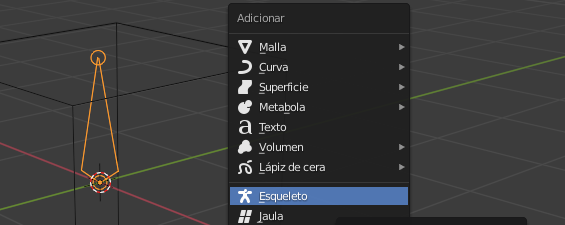 Adicionar
Malla
Curva
Superficie
Metabola
Texto
Volumen
Lápiz de cera
Esqueleto
Jaula